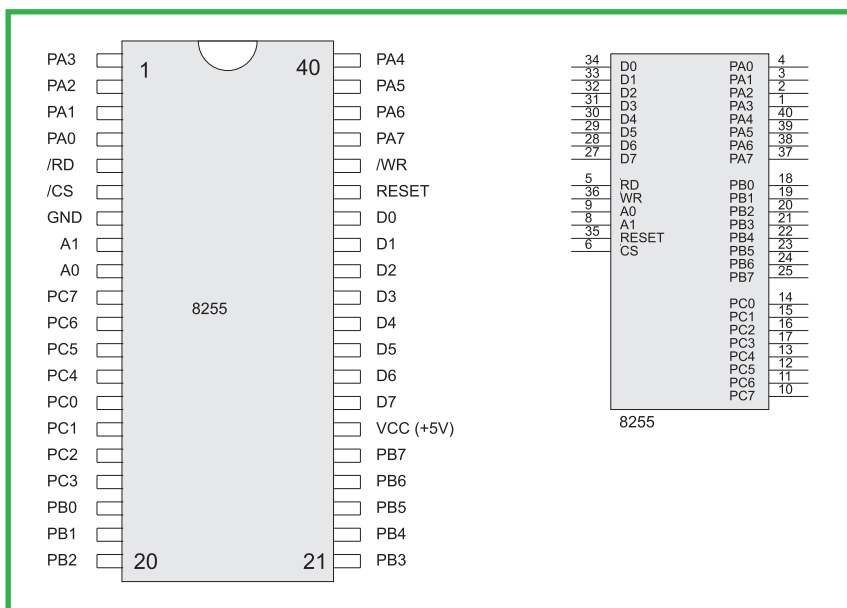 PA3 1 40 PA4
PA2 PA5
PA1 PA6
PA0 PA7
/RD /WR
/CS RESET
GND D0
A1 D1
A0 D2
PC7 D3
PC6 8255 D4
PC5 D5
PC4 D6
PC0 D7
PC1 VCC (+5V)
PC2 PB7
PC3 PB6
PB0 PB5
PB1 PB4
PB2 20 21 PB3
34 D0 PA0 4
33 D1 PA1 3
32 D2 PA2 2
31 D3 PA3 1
30 D4 PA4 40
29 D5 PA5 39
28 D6 PA6 38
27 D7 PA7 37
5 RD PB0 18
36 WR PB1 19
9 A0 PB2 20
8 A1 PB3 21
35 RESET PB4 22
6 CS PB5 23
PB6 24
PB7 25
PC0 14
PC1 15
PC2 16
PC3 17
PC4 13
PC5 12
PC6 11
PC7 10
8255